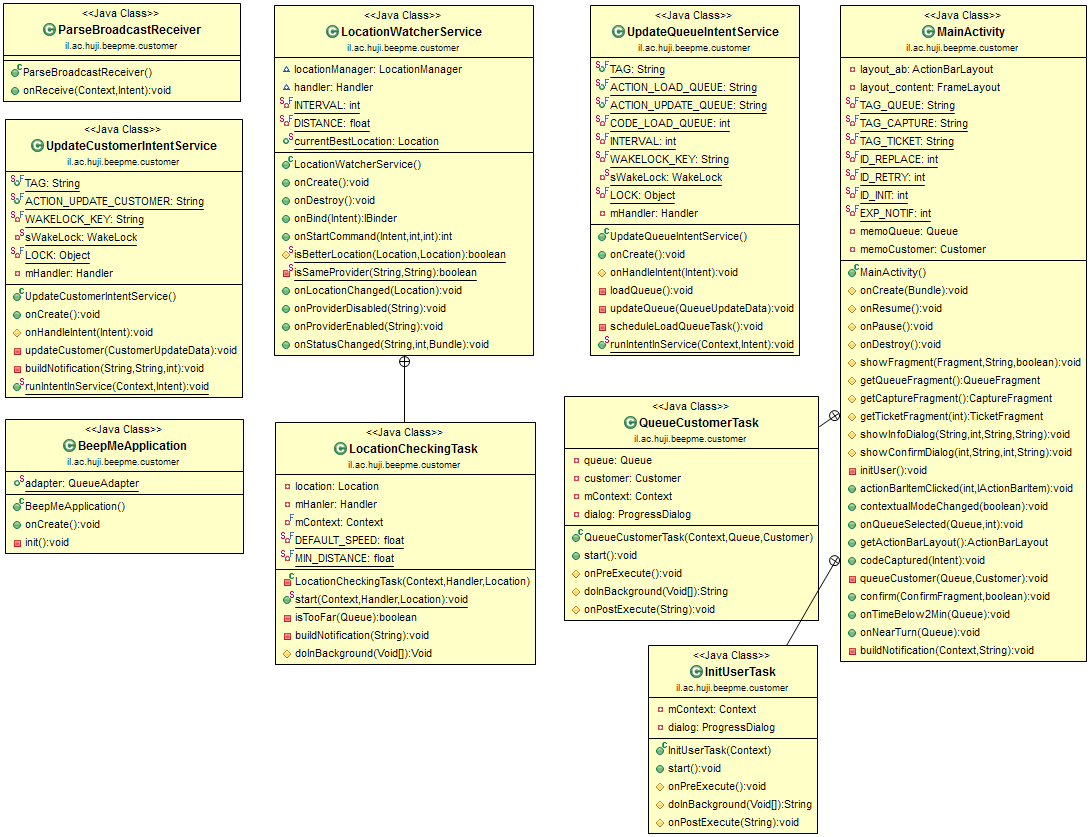 <<Java Class>>
ParseBroadcastReceiver
il.ac.huji.beepme.customer
ParseBroadcastReceiver()
onReceive(Context,Intent):void
<<Java Class>>
UpdateCustomerIntentService
il.ac.huji.beepme.customer
TAG: String
ACTION_UPDATE_CUSTOMER: String
WAKELOCK_KEY: String
sWakeLock: WakeLock
LOCK: Object
mHandler: Handler
UpdateCustomerIntentService()
onCreate():void
onHandleIntent(Intent):void
updateCustomer(CustomerUpdateData):void
buildNotification(String,String,int):void
runIntentInService(Context,Intent):void
<<Java Class>>
BeepMeApplication
il.ac.huji.beepme.customer
adapter: QueueAdapter
BeepMeApplication()
onCreate():void
init():void
<<Java Class>>
LocationWatcherService
il.ac.huji.beepme.customer
locationManager: LocationManager
handler: Handler
INTERVAL: int
DISTANCE: float
currentBestLocation: Location
LocationWatcherService()
onCreate():void
onDestroy():void
onBind(Intent):IBinder
onStartCommand(Intent,int,int):int
isBetterLocation(Location,Location):boolean
isSameProvider(String,String):boolean
onLocationChanged(Location):void
onProviderDisabled(String):void
onProviderEnabled(String):void
onStatusChanged(String,int,Bundle):void
<<Java Class>>
LocationCheckingTask
il.ac.huji.beepme.customer
location: Location
mHanler: Handler
mContext: Context
DEFAULT_SPEED: float
MIN_DISTANCE: float
LocationCheckingTask(Context,Handler,Location)
start(Context,Handler,Location):void
isTooFar(Queue):boolean
buildNotification(String):void
doInBackground(Void[]):Void
<<Java Class>>
UpdateQueueIntentService
il.ac.huji.beepme.customer
TAG: String
ACTION_LOAD_QUEUE: String
ACTION_UPDATE_QUEUE: String
CODE_LOAD_QUEUE: int
INTERVAL: int
WAKELOCK_KEY: String
sWakeLock: WakeLock
LOCK: Object
mHandler: Handler
UpdateQueueIntentService()
onCreate():void
onHandleIntent(Intent):void
loadQueue():void
updateQueue(QueueUpdateData):void
scheduleLoadQueueTask():void
runIntentInService(Context,Intent):void
<<Java Class>>
QueueCustomerTask
il.ac.huji.beepme.customer
queue: Queue
customer: Customer
mContext: Context
dialog: ProgressDialog
QueueCustomerTask(Context,Queue,Customer)
start():void
onPreExecute():void
doInBackground(Void[]):String
onPostExecute(String):void
<<Java Class>>
InitUserTask
il.ac.huji.beepme.customer
mContext: Context
dialog: ProgressDialog
InitUserTask(Context)
start():void
onPreExecute():void
doInBackground(Void[]):String
onPostExecute(String):void
<<Java Class>>
MainActivity
il.ac.huji.beepme.customer
layout_ab: ActionBarLayout
layout_content: FrameLayout
TAG_QUEUE: String
TAG_CAPTURE: String
TAG_TICKET: String
ID_REPLACE: int
ID_RETRY: int
ID_INIT: int
EXP_NOTIF: int
memoQueue: Queue
memoCustomer: Customer
MainActivity()
onCreate(Bundle):void
onResume():void
onPause():void
onDestroy():void
showFragment(Fragment,String,boolean):void
getQueueFragment():QueueFragment
getCaptureFragment():CaptureFragment
getTicketFragment(int):TicketFragment
showInfoDialog(String,int,String,String):void
showConfirmDialog(int,String,int,String):void
initUser():void
actionBarItemClicked(int,IActionBarItem):void
contextualModeChanged(boolean):void
onQueueSelected(Queue,int):void
getActionBarLayout():ActionBarLayout
codeCaptured(Intent):void
queueCustomer(Queue,Customer):void
confirm(ConfirmFragment,boolean):void
onTimeBelow2Min(Queue):void
onNearTurn(Queue):void
buildNotification(Context,String):void